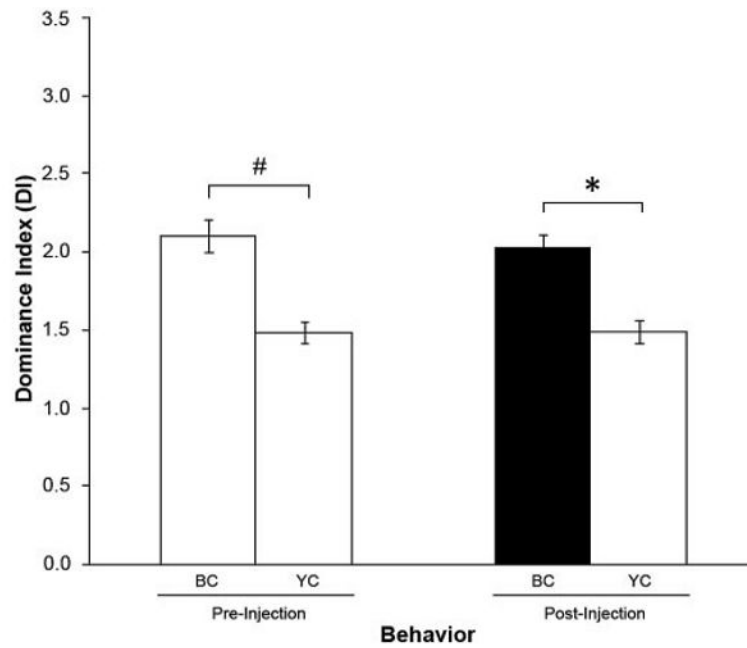 Dominance Index (DI)
3.5
3.0
2.5
2.0
1.5
1.0
0.5
0.0
#
*
BC YC BC YC
Pre-Injection Post-Injection
Behavior